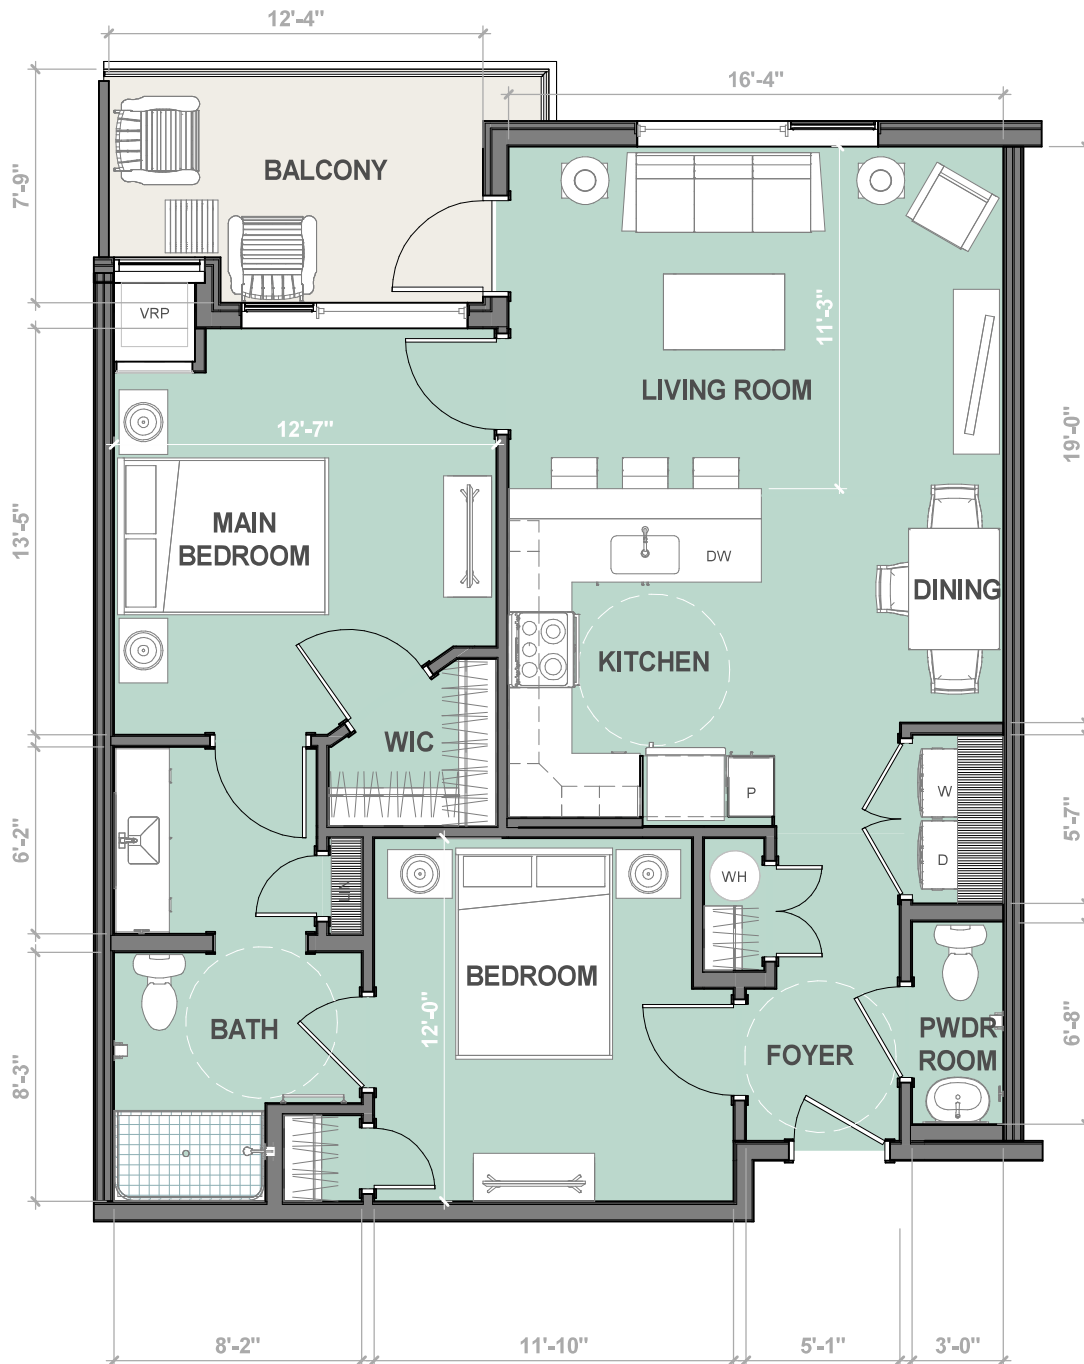 12'-4"
16'-4"
BALCONY
7'-9"
VRP
11'-3"
LIVING ROOM
12'-7"
19'-0"
13'-5"
MAIN
BEDROOM
DW
DINING
KITCHEN
WIC
P
W
D
5'-7"
6'-2"
LIN
WH
12'-0"
BEDROOM
BATH
FOYER
PWDR
ROOM
6'-8"
8'-3"
8'-2"
11'-10"
5'-1"
3'-0"